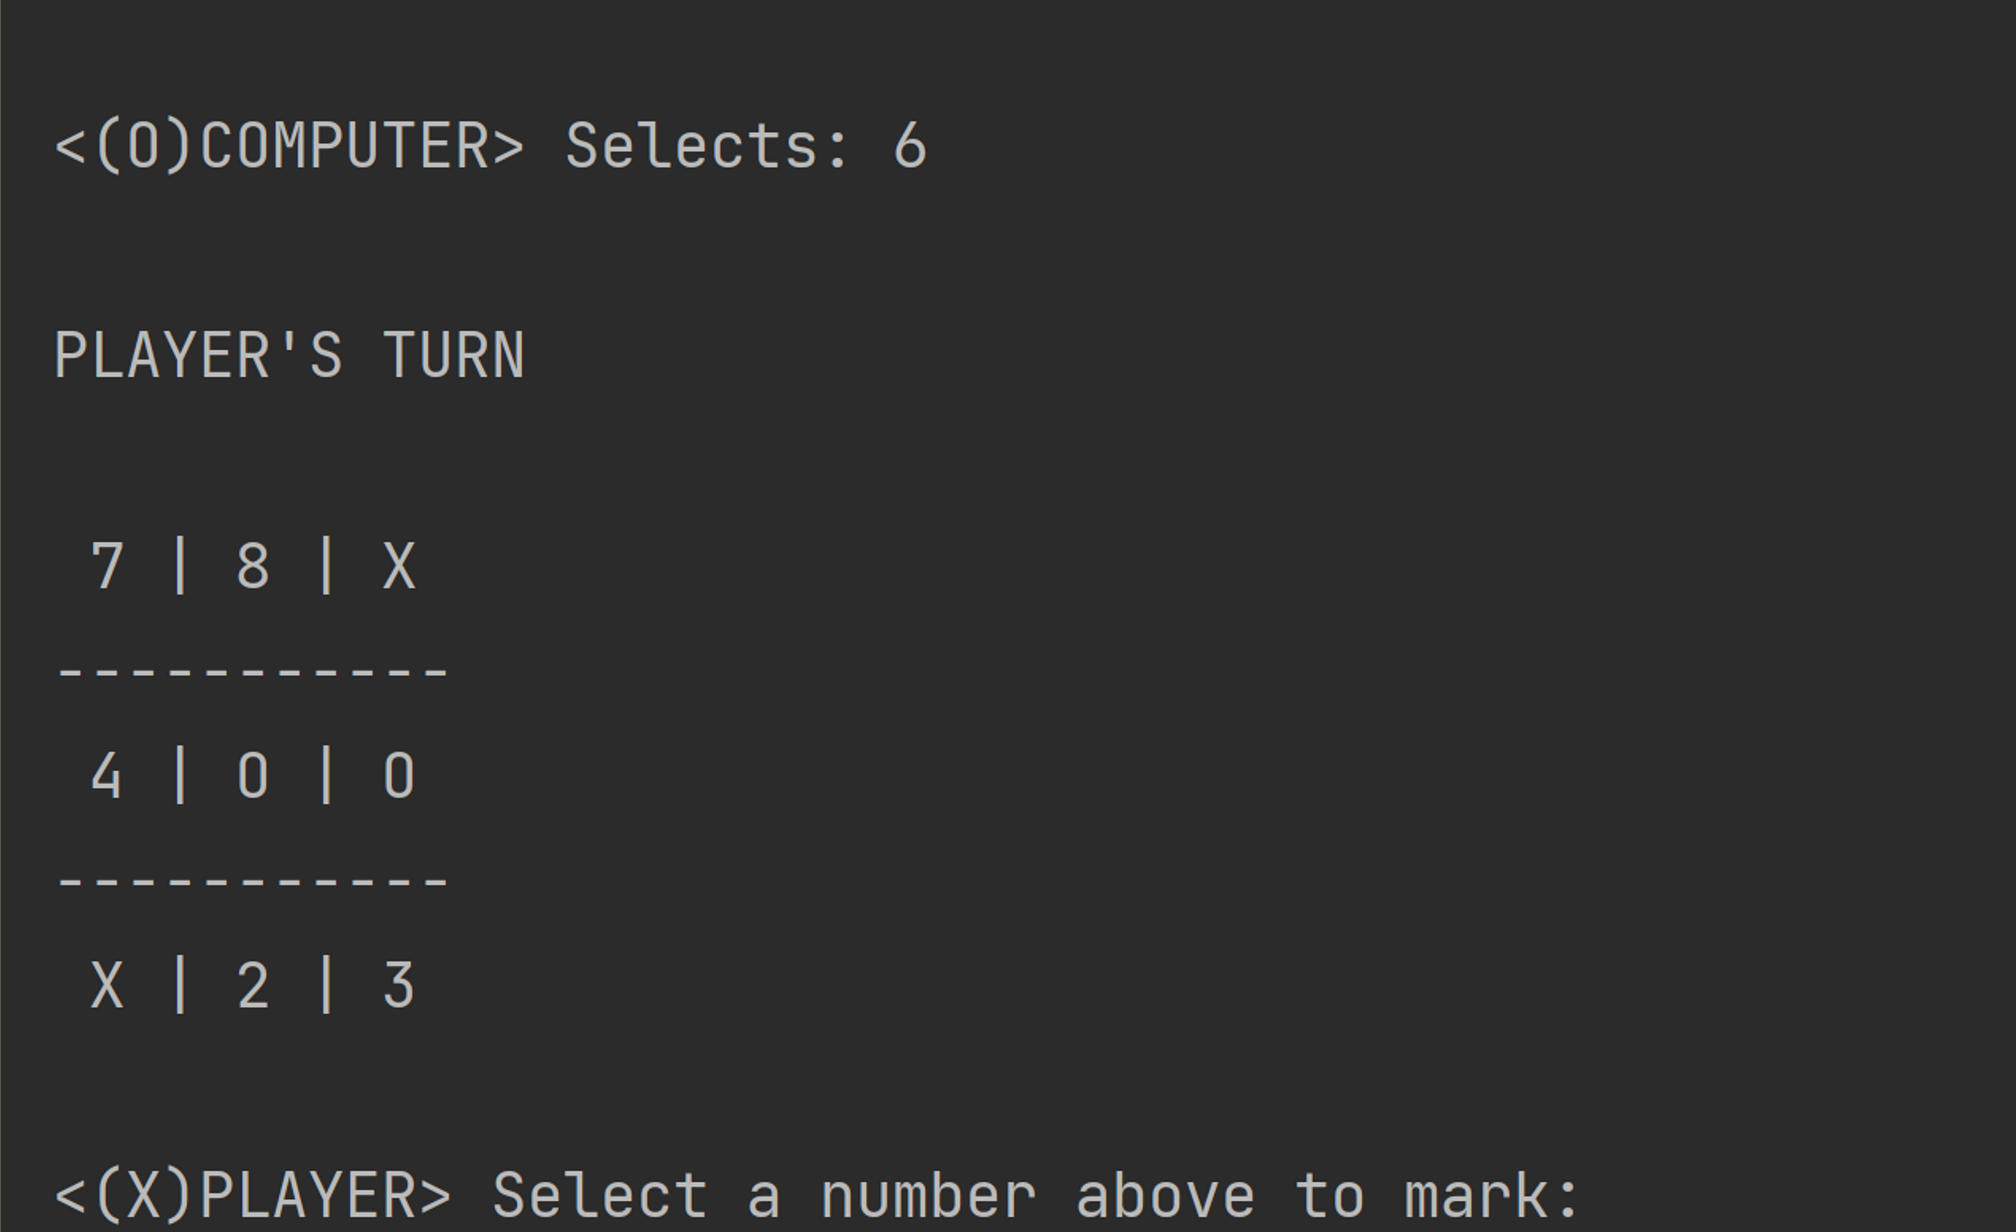 <(O)COMPUTER> Selects: 6
PLAYER'S TURN
7 | 8 | X
-----------
4 | O | O
-----------
X | 2 | 3
<(X)PLAYER> Select a number above to mark: